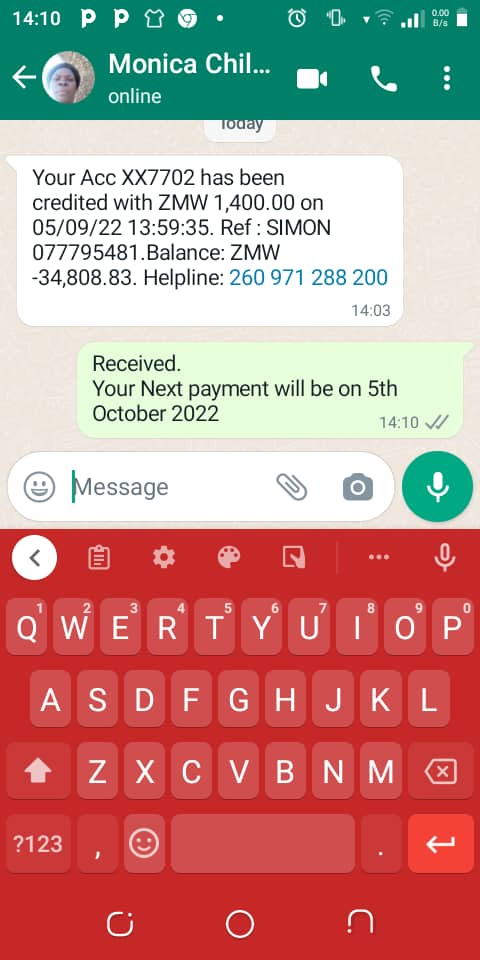 14:10 P P 0.00 B/s
Monica Chil...
online
Today
Your Acc XX7702 has been
credited with ZMW 1,400.00 on
05/09/22 13:59:35. Ref : SIMON
077795481.Balance: ZMW
-34,808.83. Helpline: 260 971 288 200
14:03
Received.
Your Next payment will be on 5th
October 2022
14:10
Message
1 2 3 4 5 6 7 8 9 0
Q W E R T Y U I O P
A S D F G H J K L
Z X C V B N M
?123 , .